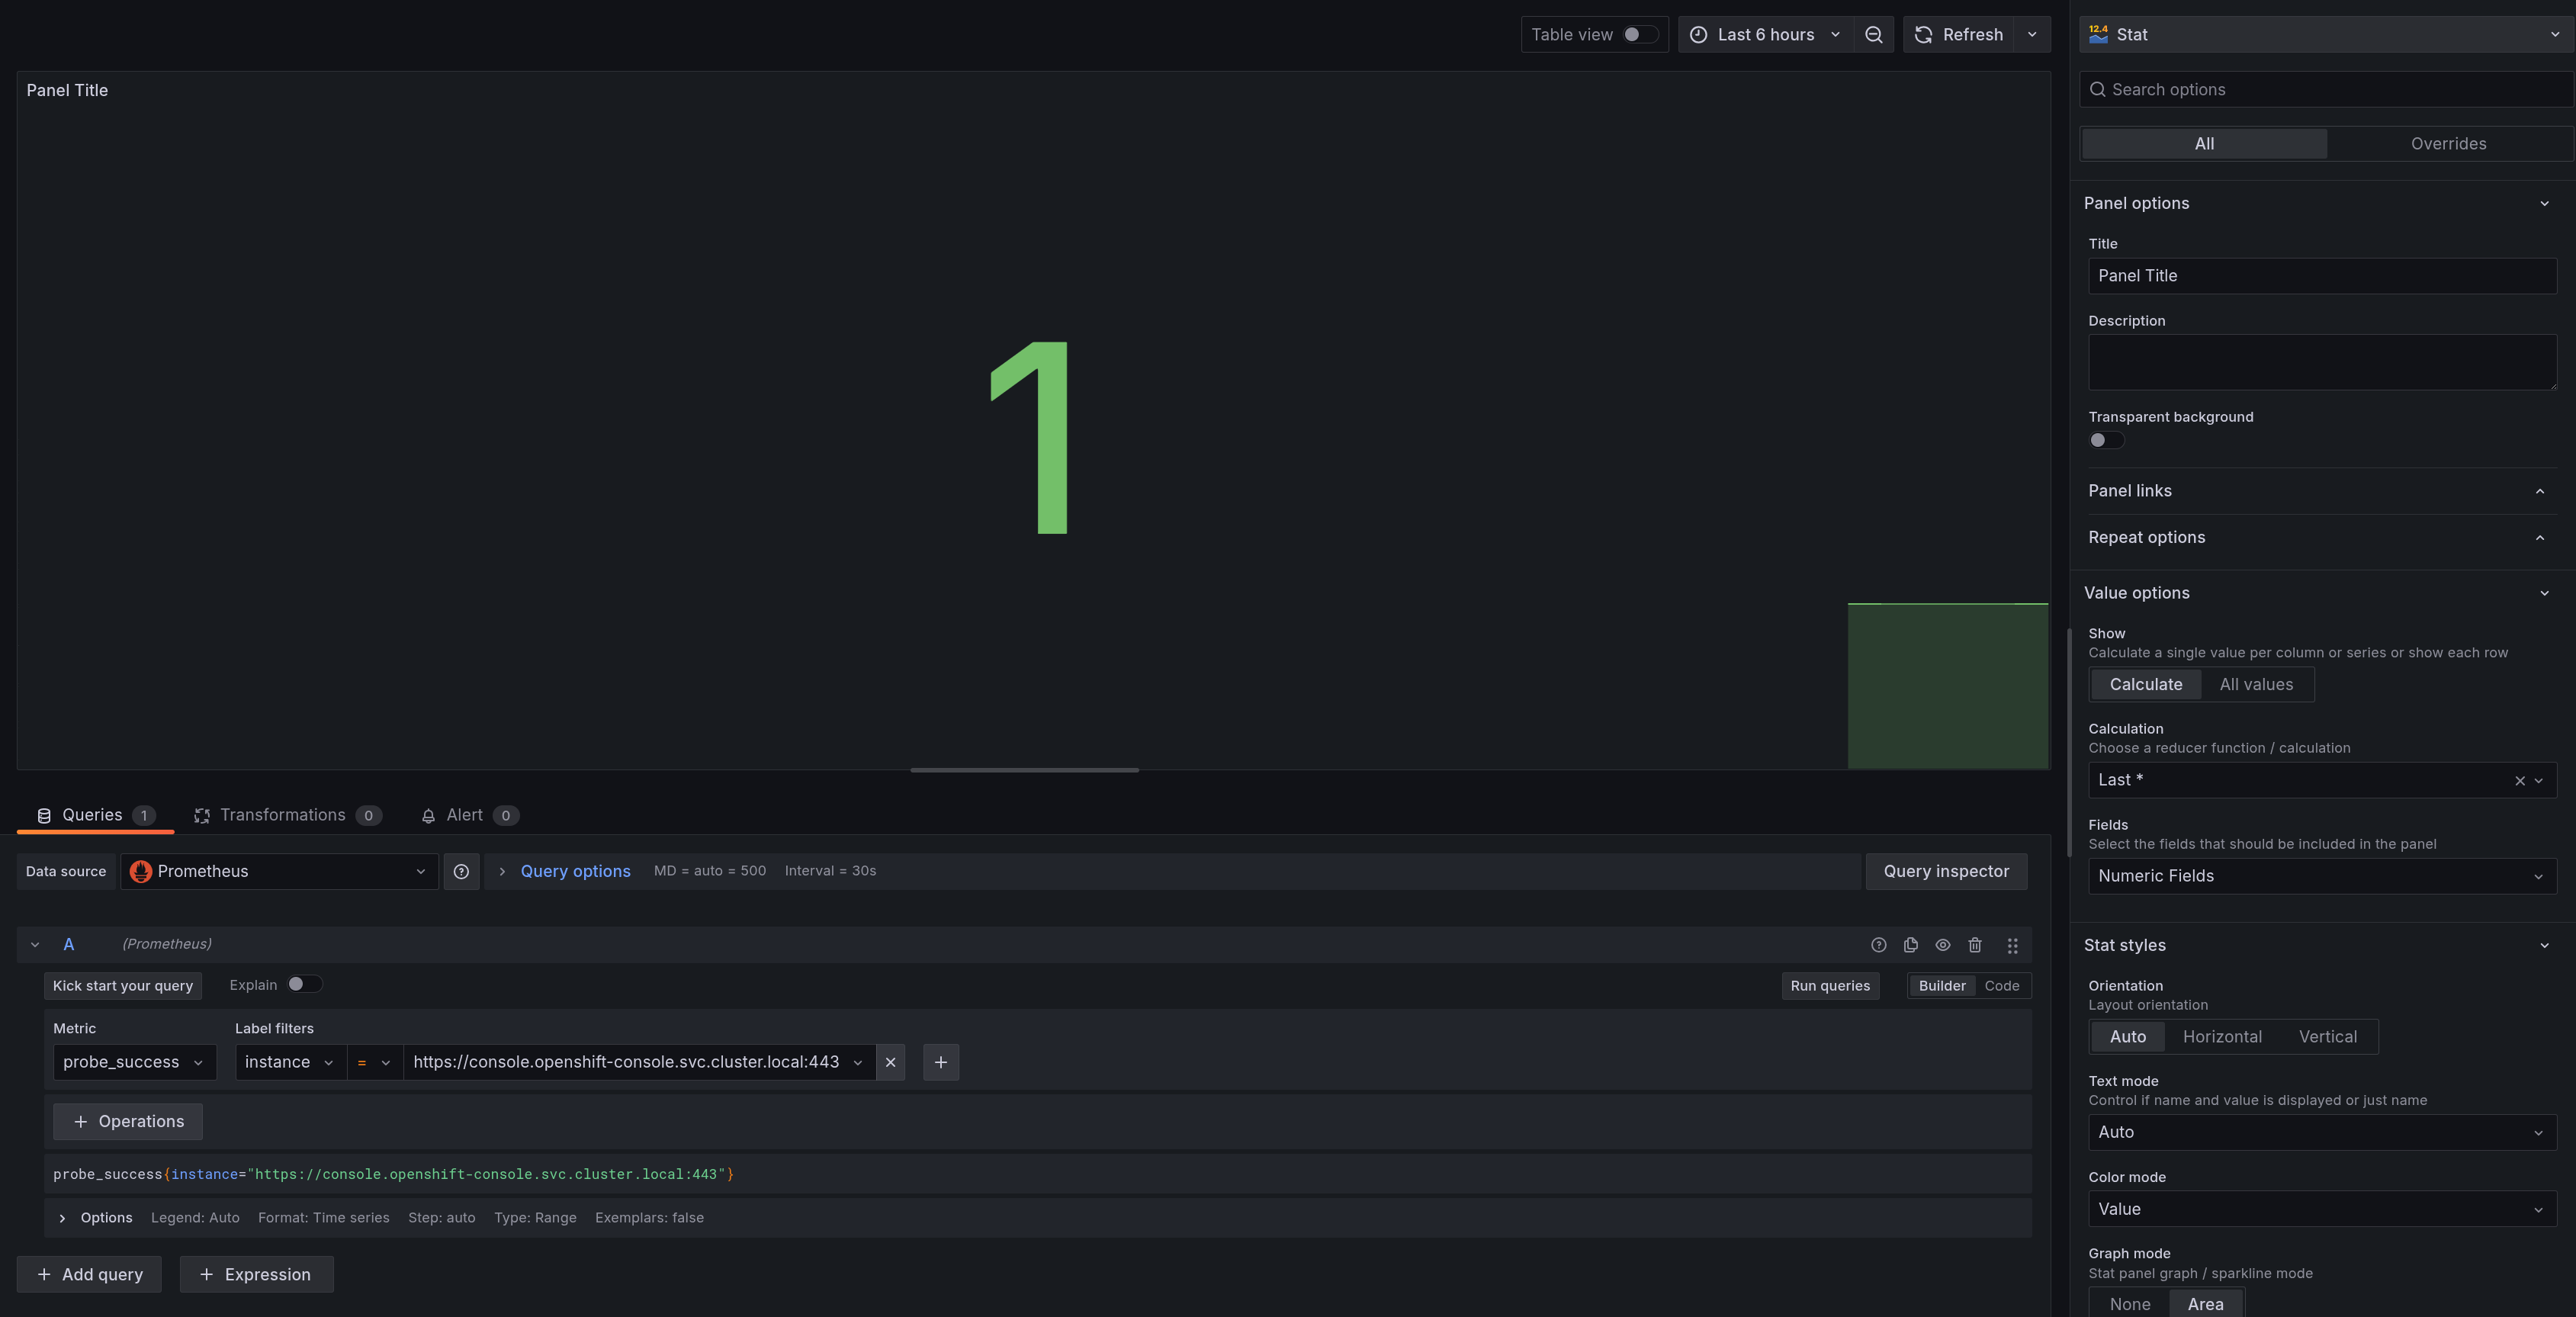 Table view
Last 6 hours
Refresh
12.4
Stat
Search options
All
Overrides
Panel Title
1
Panel options
Title
Panel Title
Description
Transparent background
Panel links
Repeat options
Value options
Show
Calculate a single value per column or series or show each row
Calculate
All values
Calculation
Choose a reducer function / calculation
Last *
Fields
Select the fields that should be included in the panel
Numeric Fields
Stat styles
Orientation
Layout orientation
Auto
Horizontal
Vertical
Text mode
Control if name and value is displayed or just name
Auto
Color mode
Value
Graph mode
Stat panel graph / sparkline mode
None
Area
Queries 1
Transformations 0
Alert 0
Data source
Prometheus
Query options
MD = auto = 500
Interval = 30s
Query inspector
A
(Prometheus)
Kick start your query
Explain
Run queries
Builder
Code
Metric
Label filters
probe_success
instance
=
https://console.openshift-console.svc.cluster.local:443
Operations
probe_success{instance="https://console.openshift-console.svc.cluster.local:443"}
Options
Legend: Auto
Format: Time series
Step: auto
Type: Range
Exemplars: false
Add query
Expression